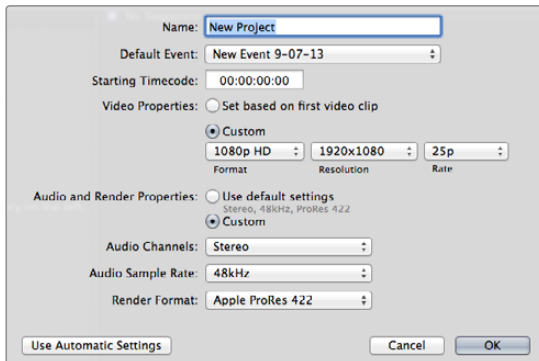 Name: New Project
Default Event: New Event 9-07-13
Starting Timecode: 00:00:00:00
Video Properties: Set based on first video clip
Custom
1080p HD 1920x1080 25p
Format Resolution Rate
Audio and Render Properties: Use default settings
Stereo, 48kHz, ProRes 422
Custom
Audio Channels: Stereo
Audio Sample Rate: 48kHz
Render Format: Apple ProRes 422
Use Automatic Settings Cancel OK